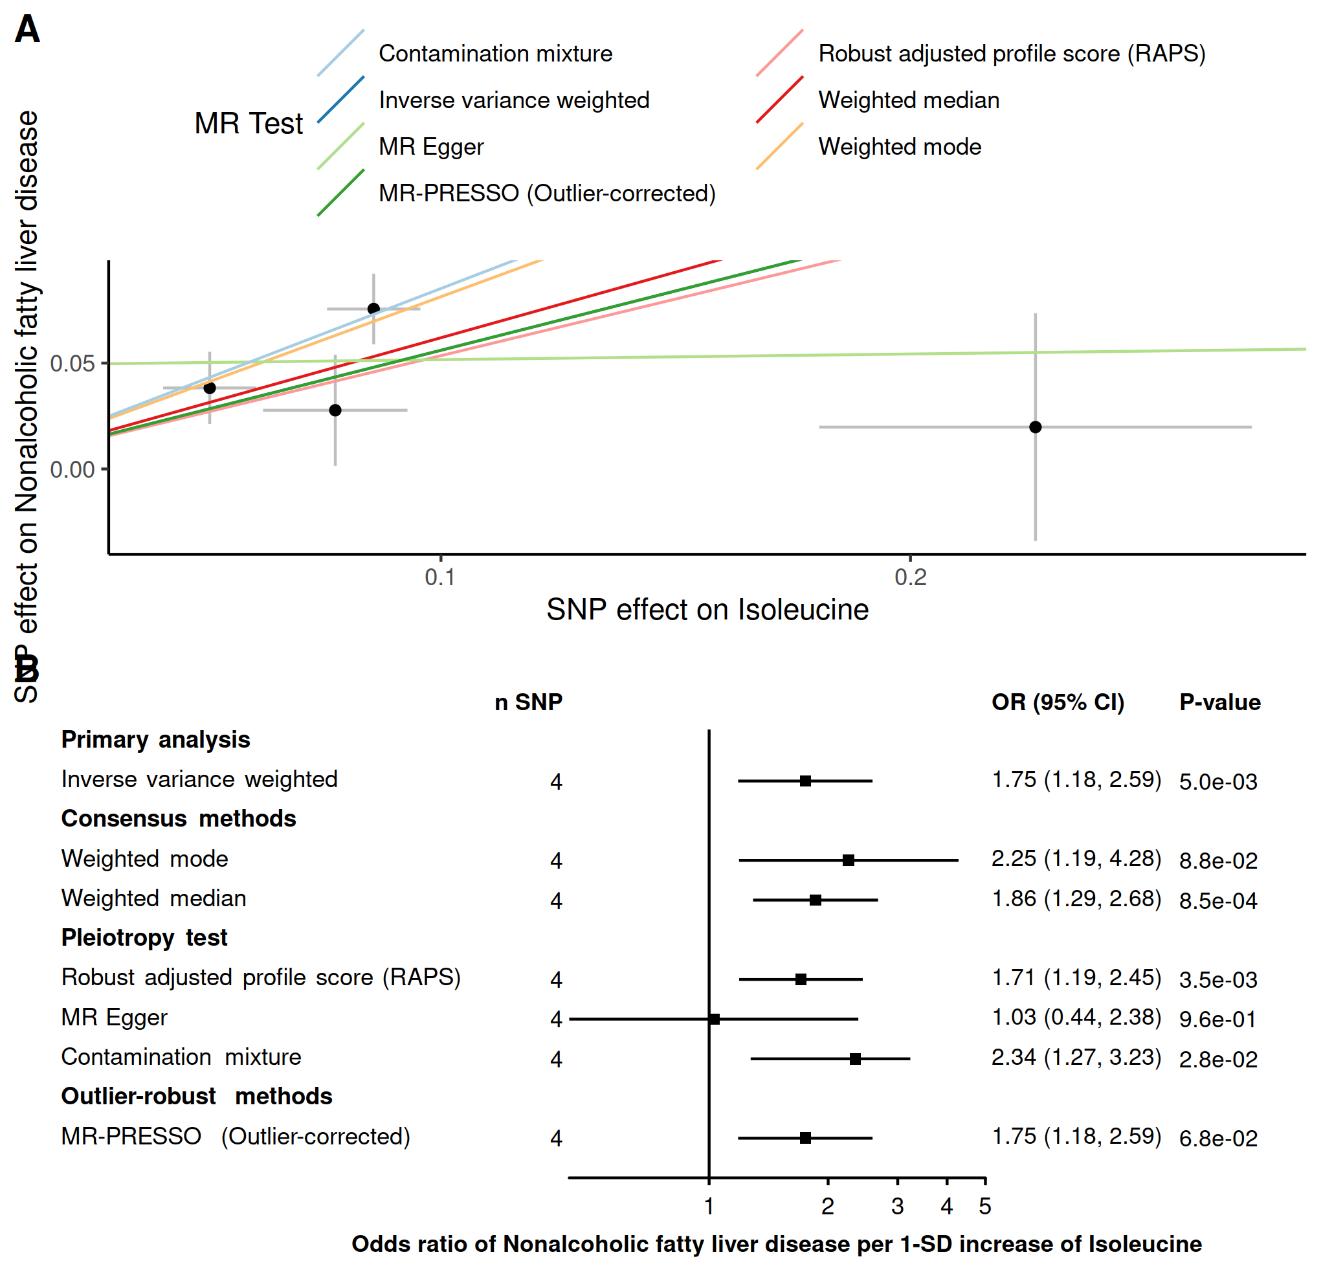 A
MR Test
Contamination mixture
Inverse variance weighted
MR Egger
MR-PRESSO (Outlier-corrected)
Robust adjusted profile score (RAPS)
Weighted median
Weighted mode
SNP effect on Nonalcoholic fatty liver disease
0.05
0.00
0.1 0.2
SNP effect on Isoleucine
B
n SNP OR (95% CI) P-value
Primary analysis
Inverse variance weighted 4 1.75 (1.18, 2.59) 5.0e-03
Consensus methods
Weighted mode 4 2.25 (1.19, 4.28) 8.8e-02
Weighted median 4 1.86 (1.29, 2.68) 8.5e-04
Pleiotropy test
Robust adjusted profile score (RAPS) 4 1.71 (1.19, 2.45) 3.5e-03
MR Egger 4 1.03 (0.44, 2.38) 9.6e-01
Contamination mixture 4 2.34 (1.27, 3.23) 2.8e-02
Outlier-robust methods
MR-PRESSO (Outlier-corrected) 4 1.75 (1.18, 2.59) 6.8e-02
1 2 3 4 5
Odds ratio of Nonalcoholic fatty liver disease per 1-SD increase of Isoleucine